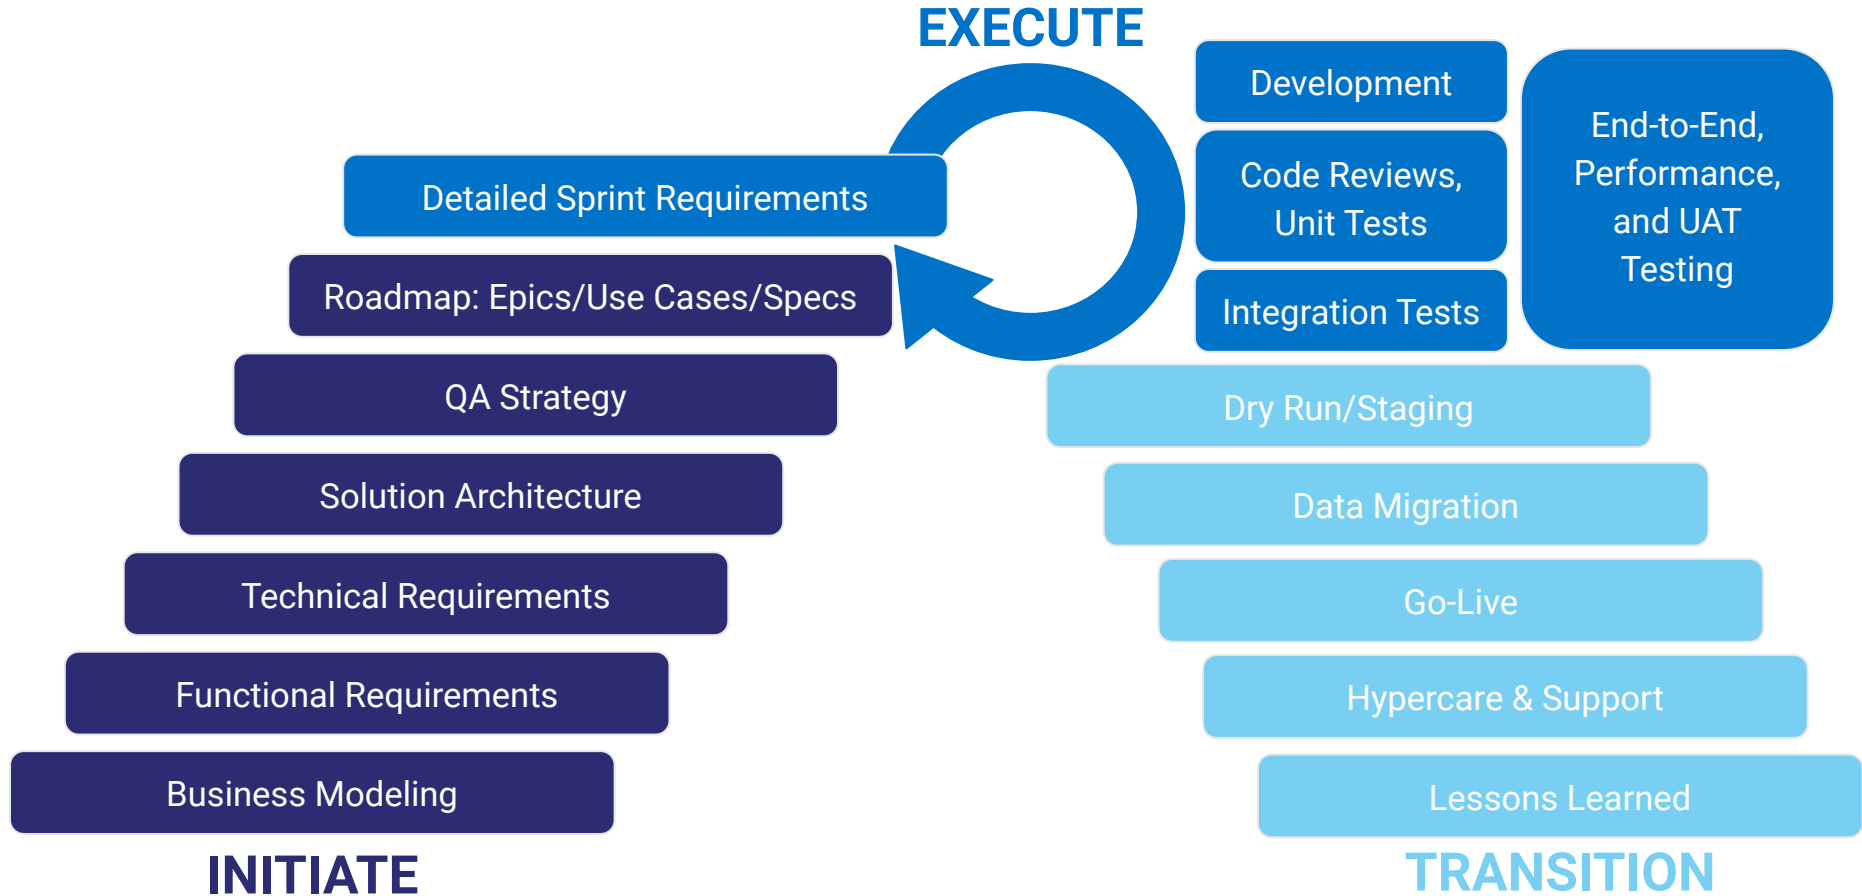 EXECUTE
Development
Code Reviews,
Unit Tests
Integration Tests
End-to-End,
Performance,
and UAT
Testing
Detailed Sprint Requirements
Roadmap: Epics/Use Cases/Specs
QA Strategy
Solution Architecture
Technical Requirements
Functional Requirements
Business Modeling
INITIATE
Dry Run/Staging
Data Migration
Go-Live
Hypercare & Support
Lessons Learned
TRANSITION